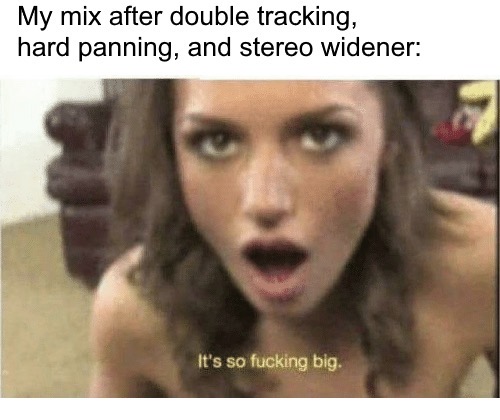 My mix after double tracking,
hard panning, and stereo widener:
It's so fucking big.